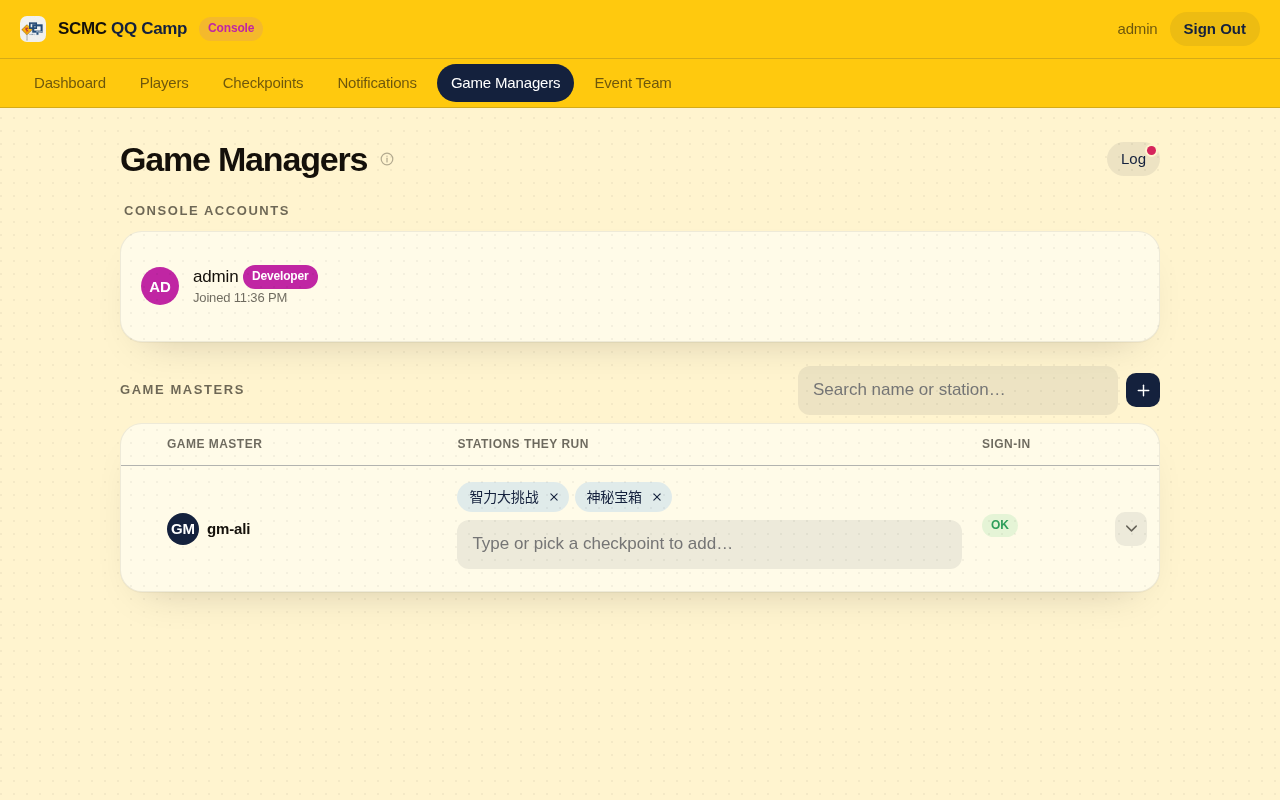 SCMC QQ Camp Console
admin Sign Out
Dashboard Players Checkpoints Notifications Game Managers Event Team
Game Managers
Log
CONSOLE ACCOUNTS
AD
admin Developer
Joined 11:36 PM
GAME MASTERS
Search name or station…
GAME MASTER STATIONS THEY RUN SIGN-IN
智力大挑战 × 神秘宝箱 ×
GM gm-ali
Type or pick a checkpoint to add…
OK